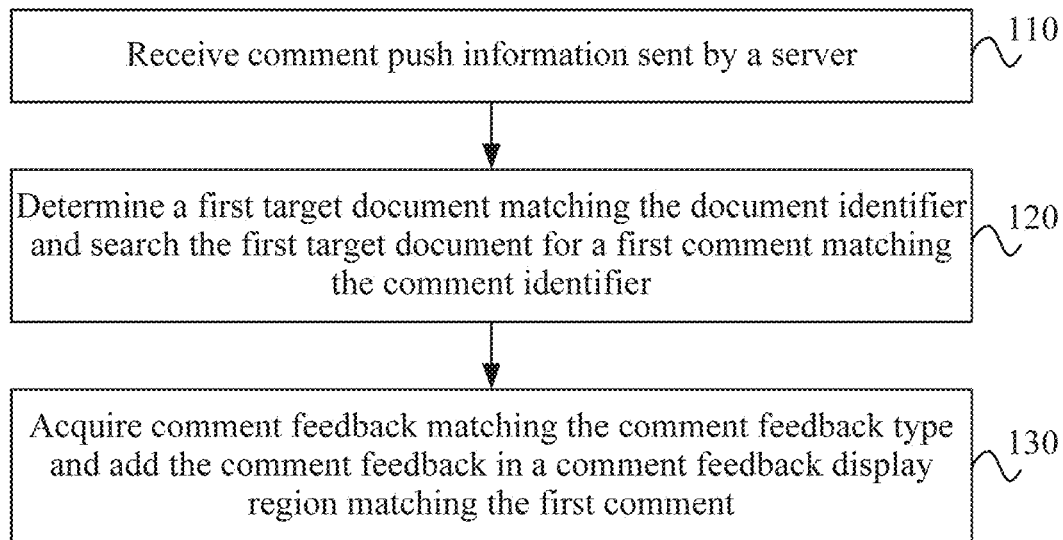 Receive comment push information sent by a server
110
Determine a first target document matching the document identifier
and search the first target document for a first comment matching
the comment identifier
120
Acquire comment feedback matching the comment feedback type
and add the comment feedback in a comment feedback display
region matching the first comment
130